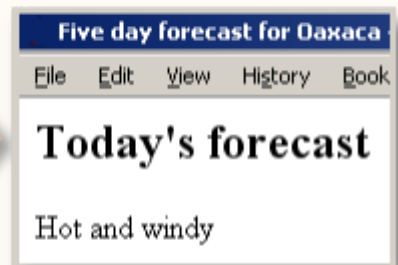 Five day forecast for Oaxaca -
File Edit View History Book
Today's forecast
Hot and windy